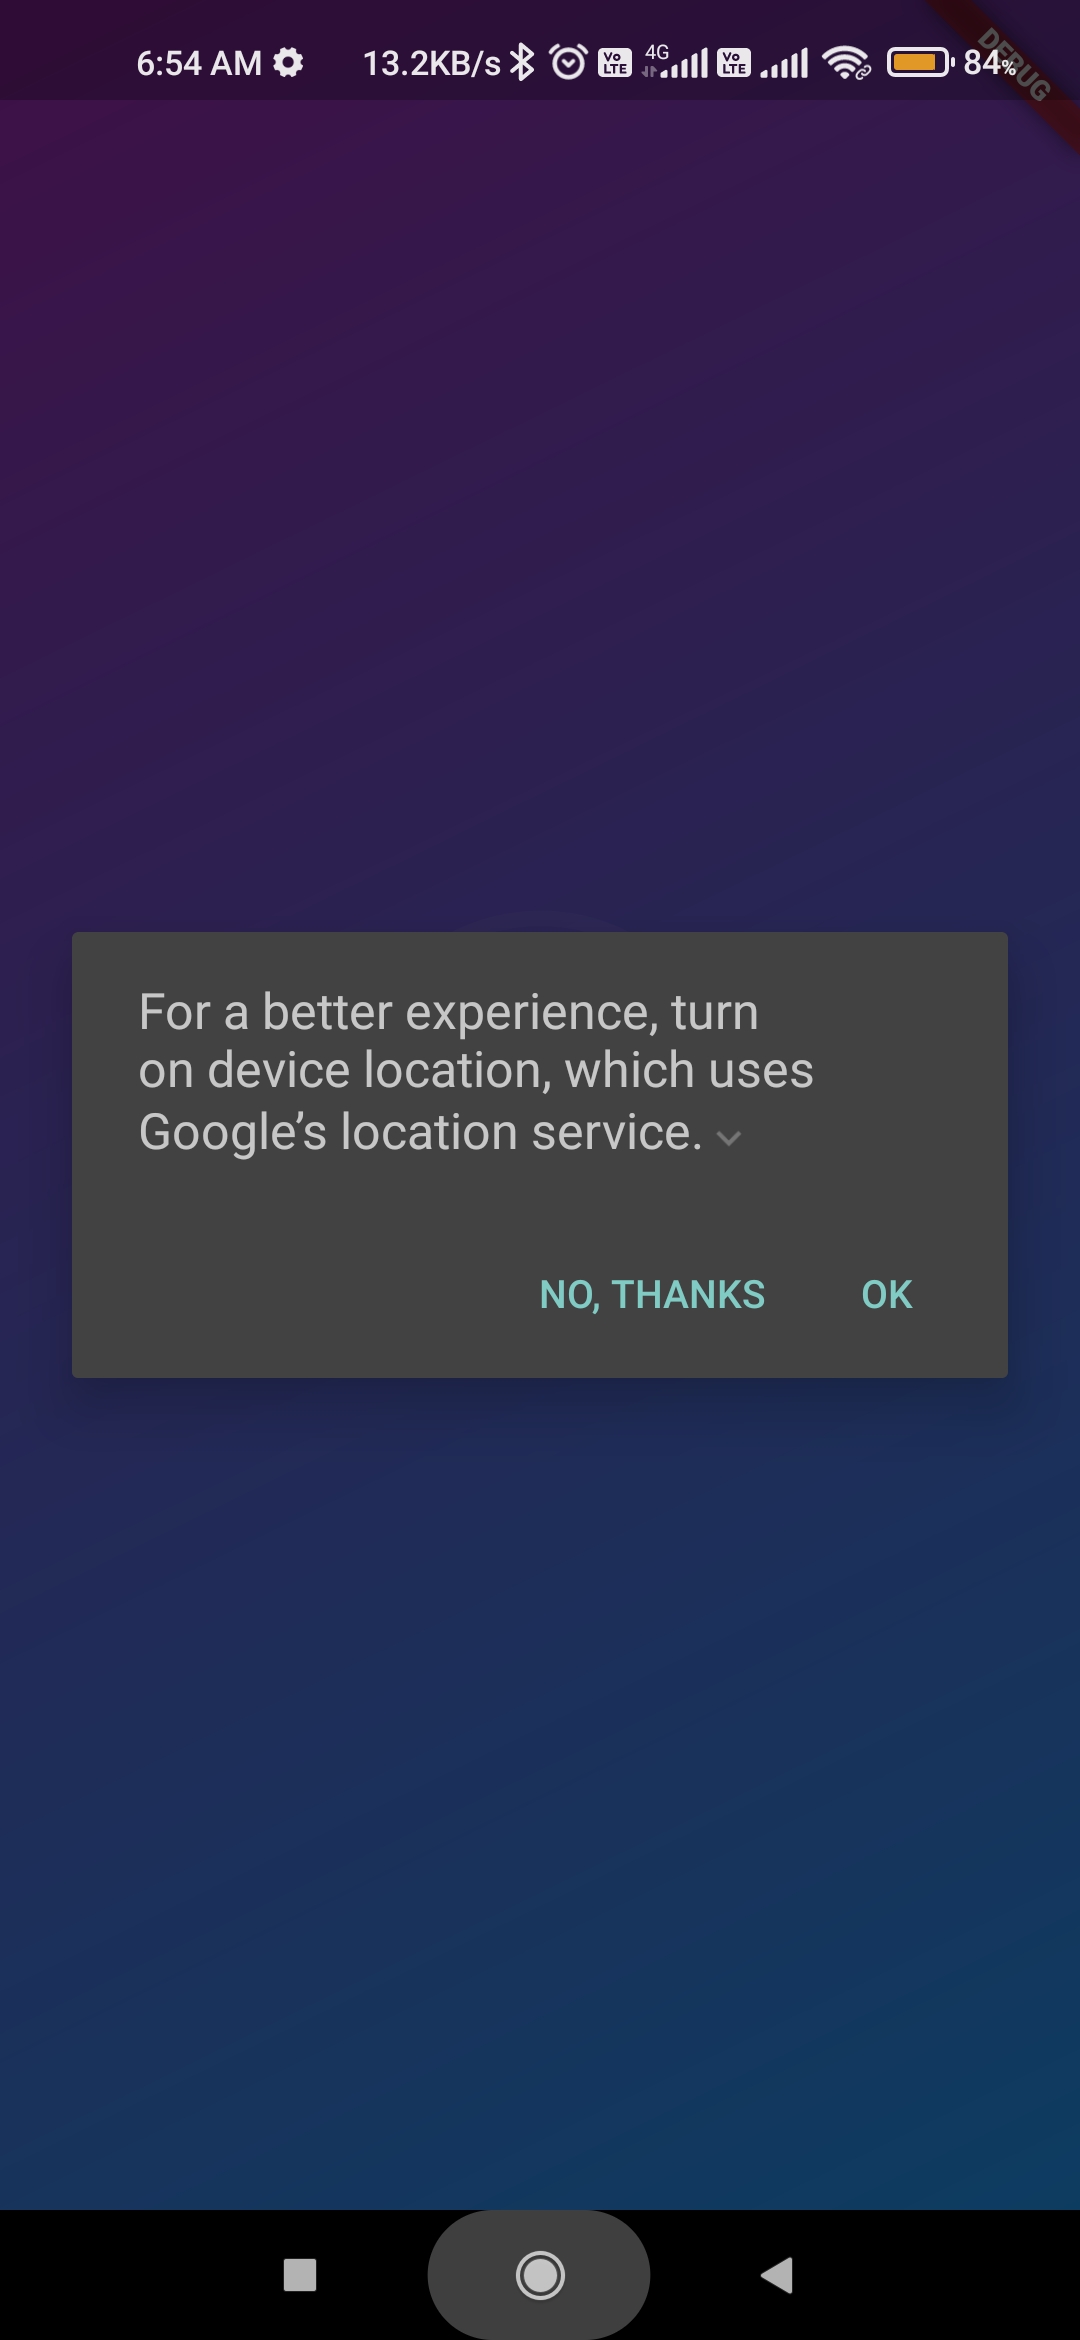 6:54 AM 13.2KB/s Vo LTE 4G Vo LTE 84%
DEBUG
For a better experience, turn
on device location, which uses
Google’s location service.
NO, THANKS OK